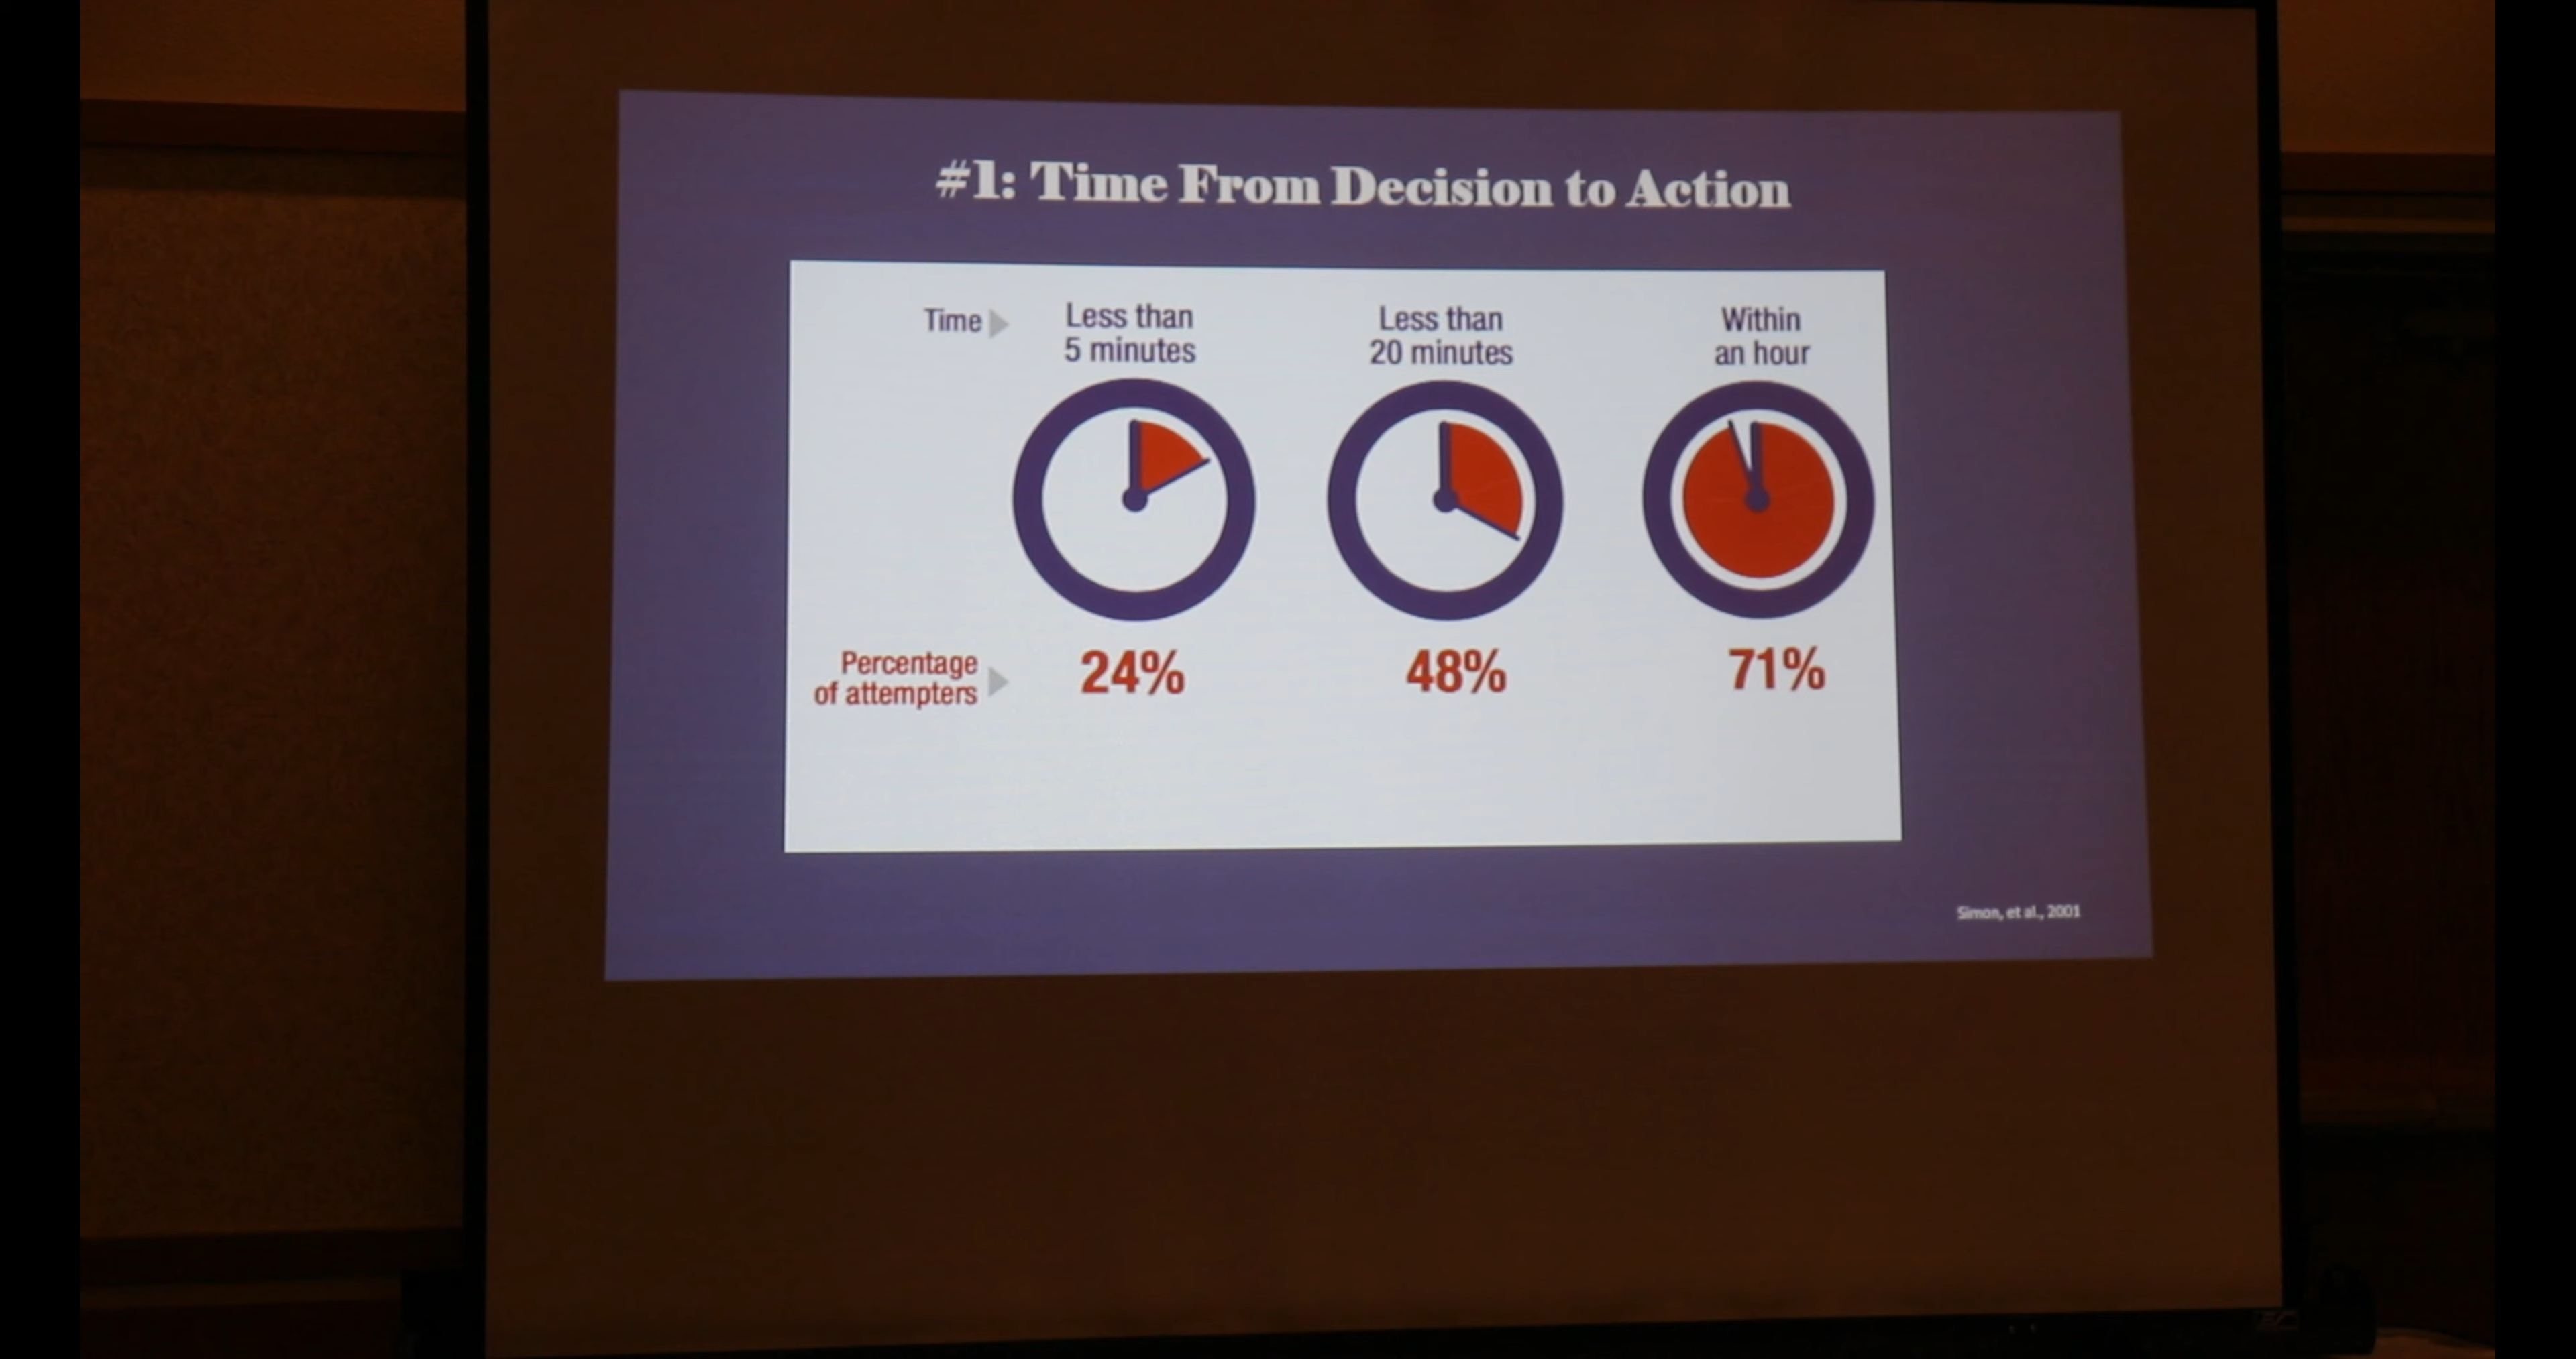 #1: Time From Decision to Action
Time
Less than
5 minutes
Less than
20 minutes
Within
an hour
Percentage
of attempters
24%
48%
71%
Simon, et al., 2001